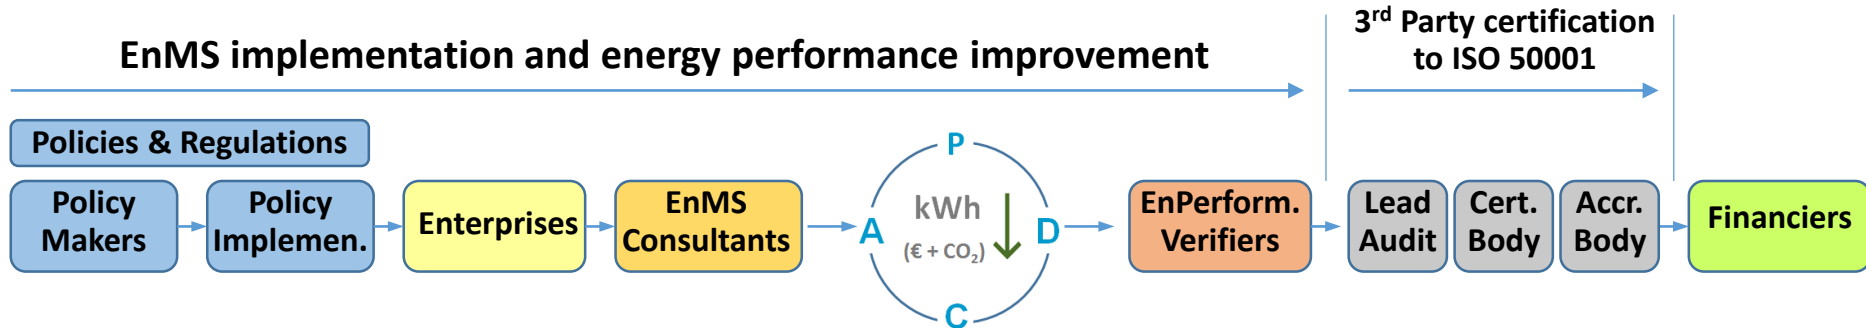 EnMS implementation and energy performance improvement
3rd Party certification
to ISO 50001
Policies & Regulations
Policy
Makers
Policy
Implemen.
Enterprises
EnMS
Consultants
P
A
kWh
(€ + CO₂)
D
C
EnPerform.
Verifiers
Lead
Audit
Cert.
Body
Accr.
Body
Financiers